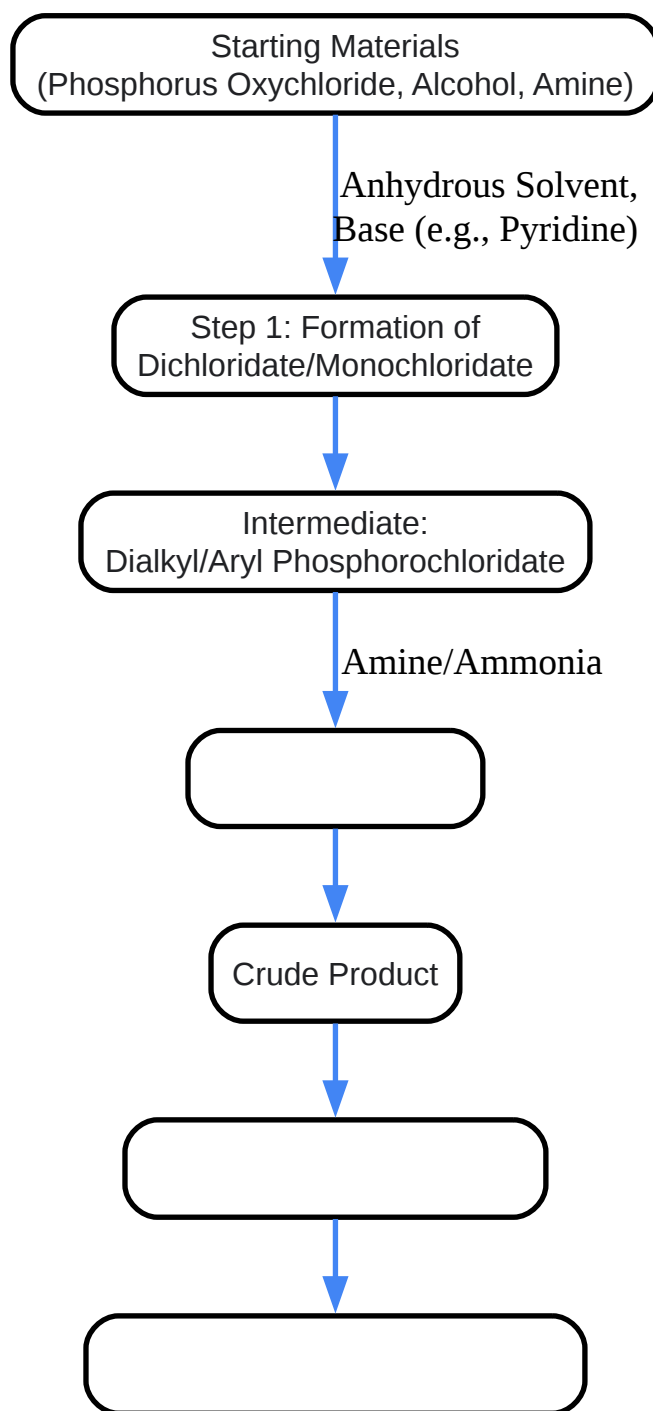 Starting Materials
(Phosphorus Oxychloride, Alcohol, Amine)
Anhydrous Solvent,
Base (e.g., Pyridine)
Step 1: Formation of
Dichloridate/Monochloridate
Intermediate:
Dialkyl/Aryl Phosphorochloridate
Amine/Ammonia
Crude Product